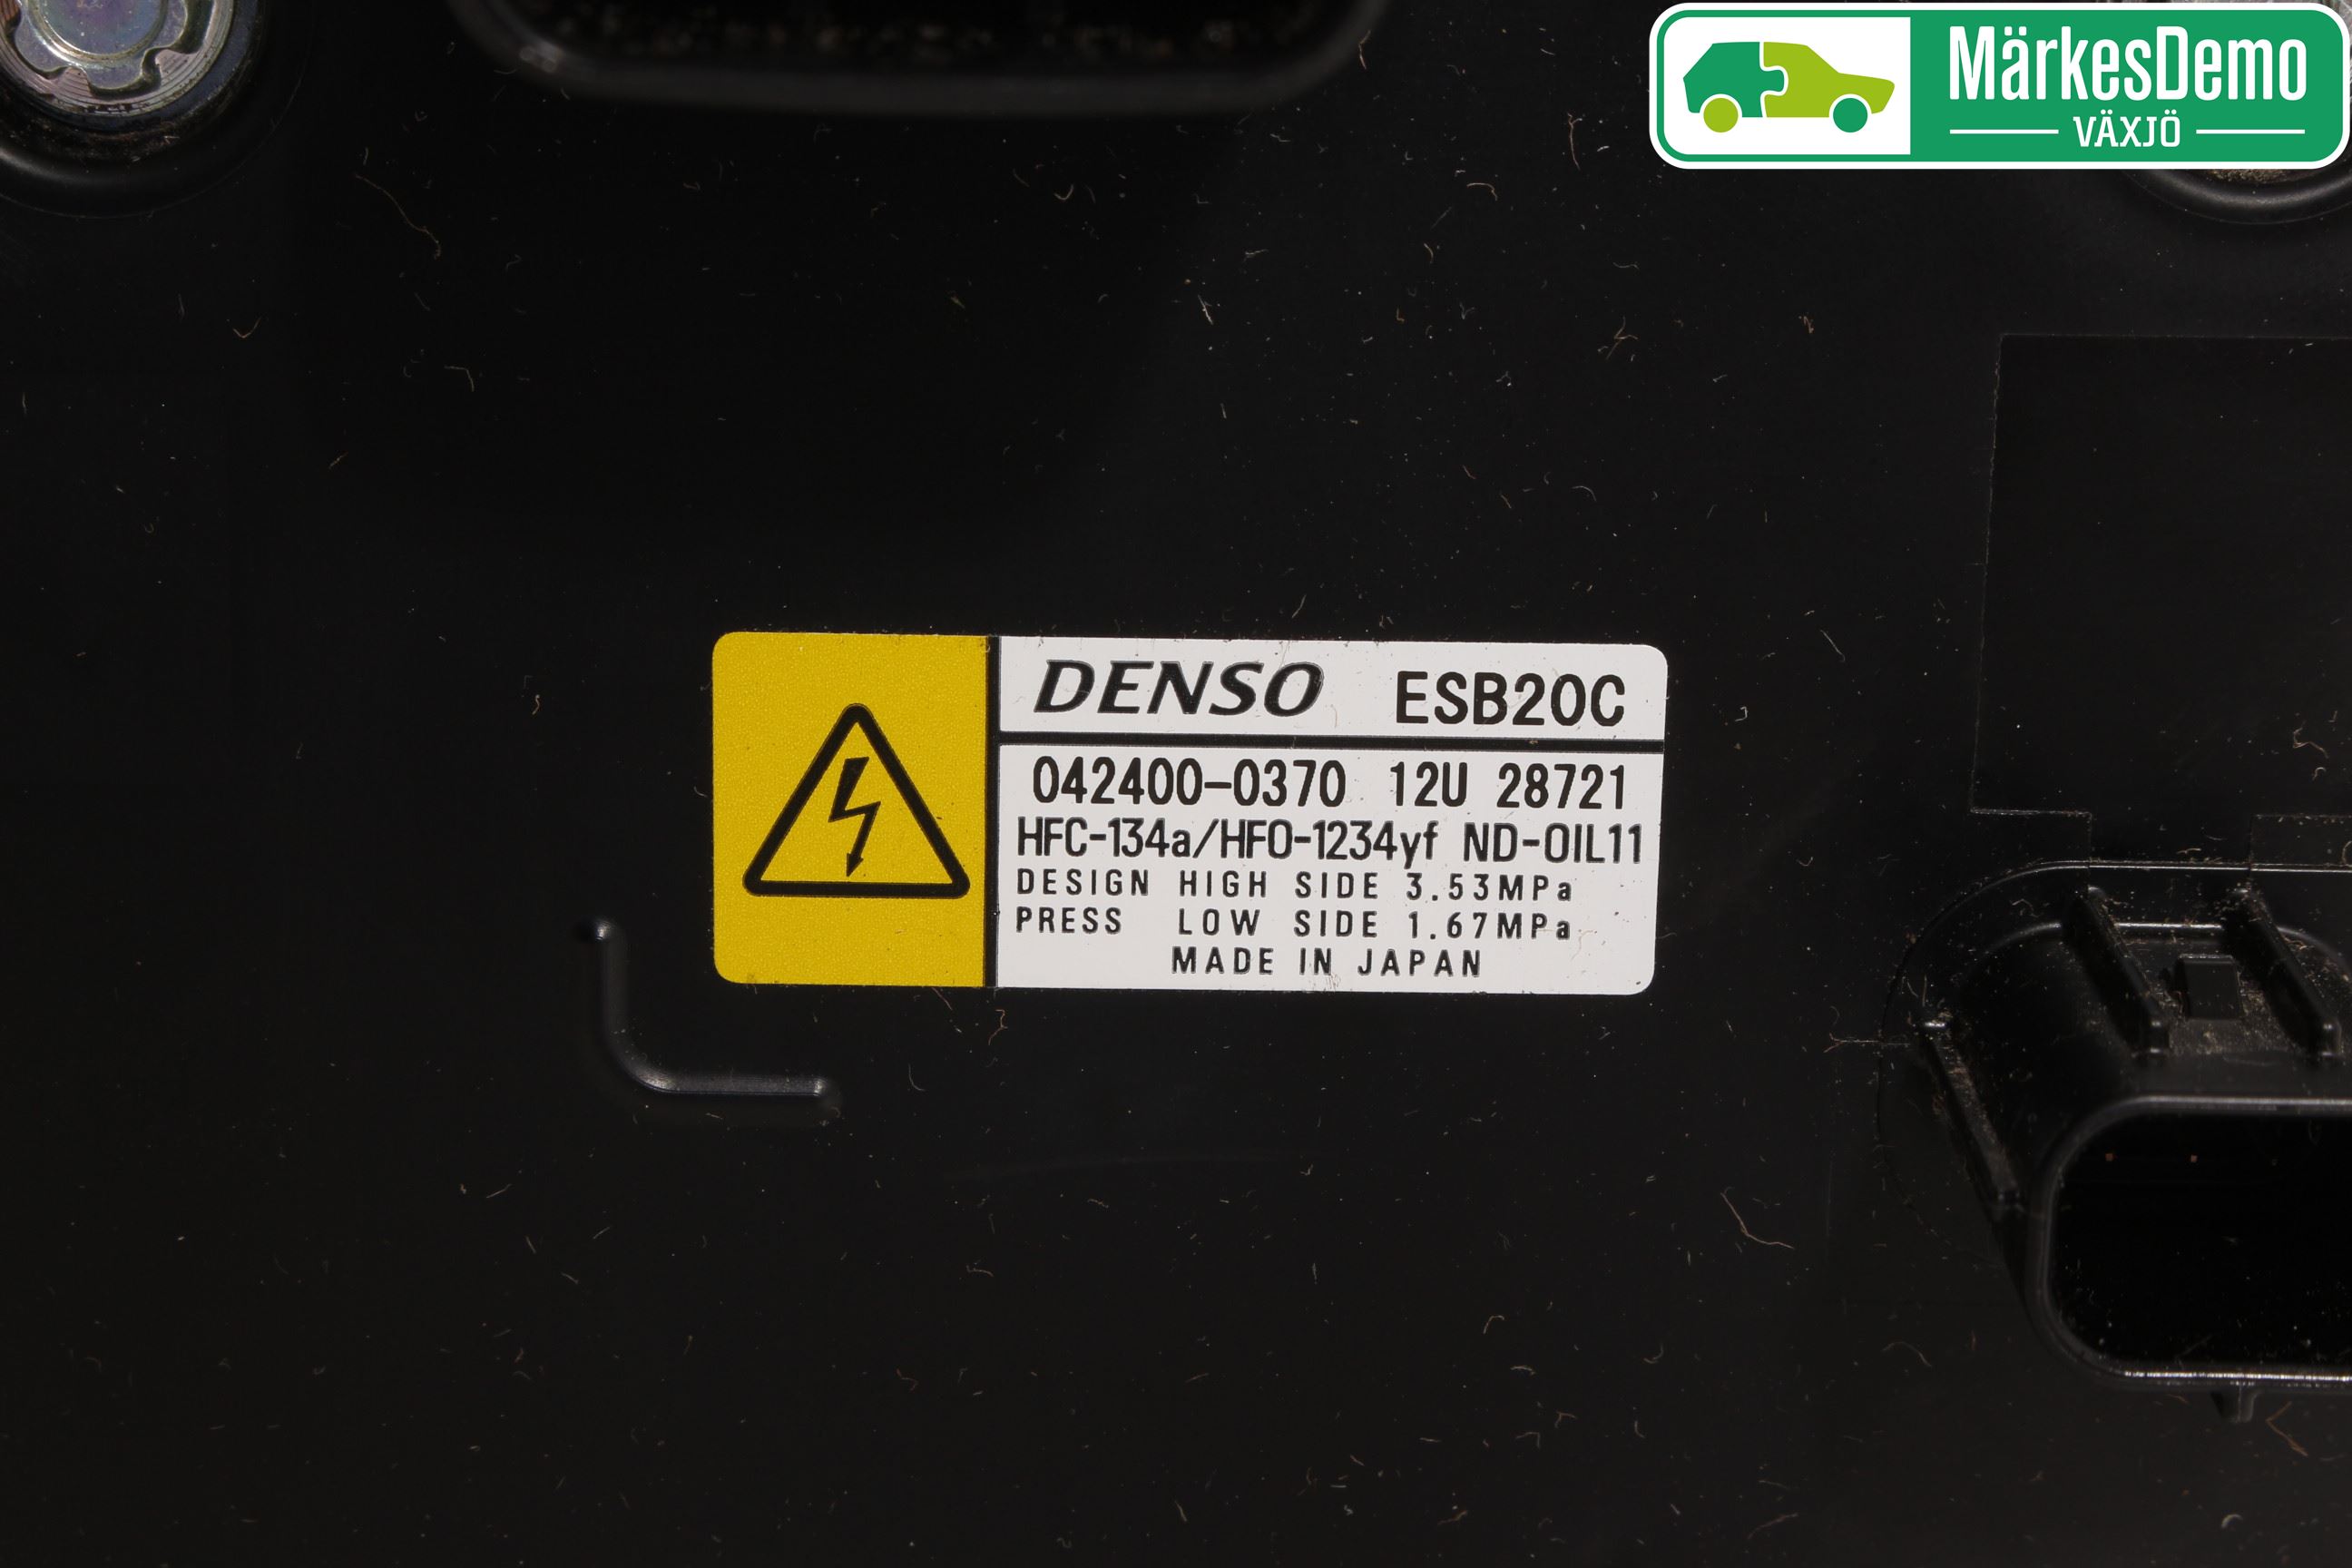 MärkesDemo
VÄXJÖ
DENSO ESB20C
042400-0370 12U 28721
HFC-134a/HFO-1234yf ND-OIL11
DESIGN HIGH SIDE 3.53MPa
PRESS LOW SIDE 1.67MPa
MADE IN JAPAN